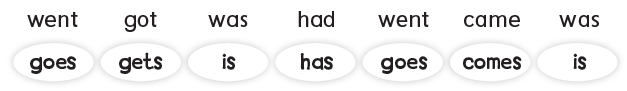 went got was had went came was
goes gets is has goes comes is